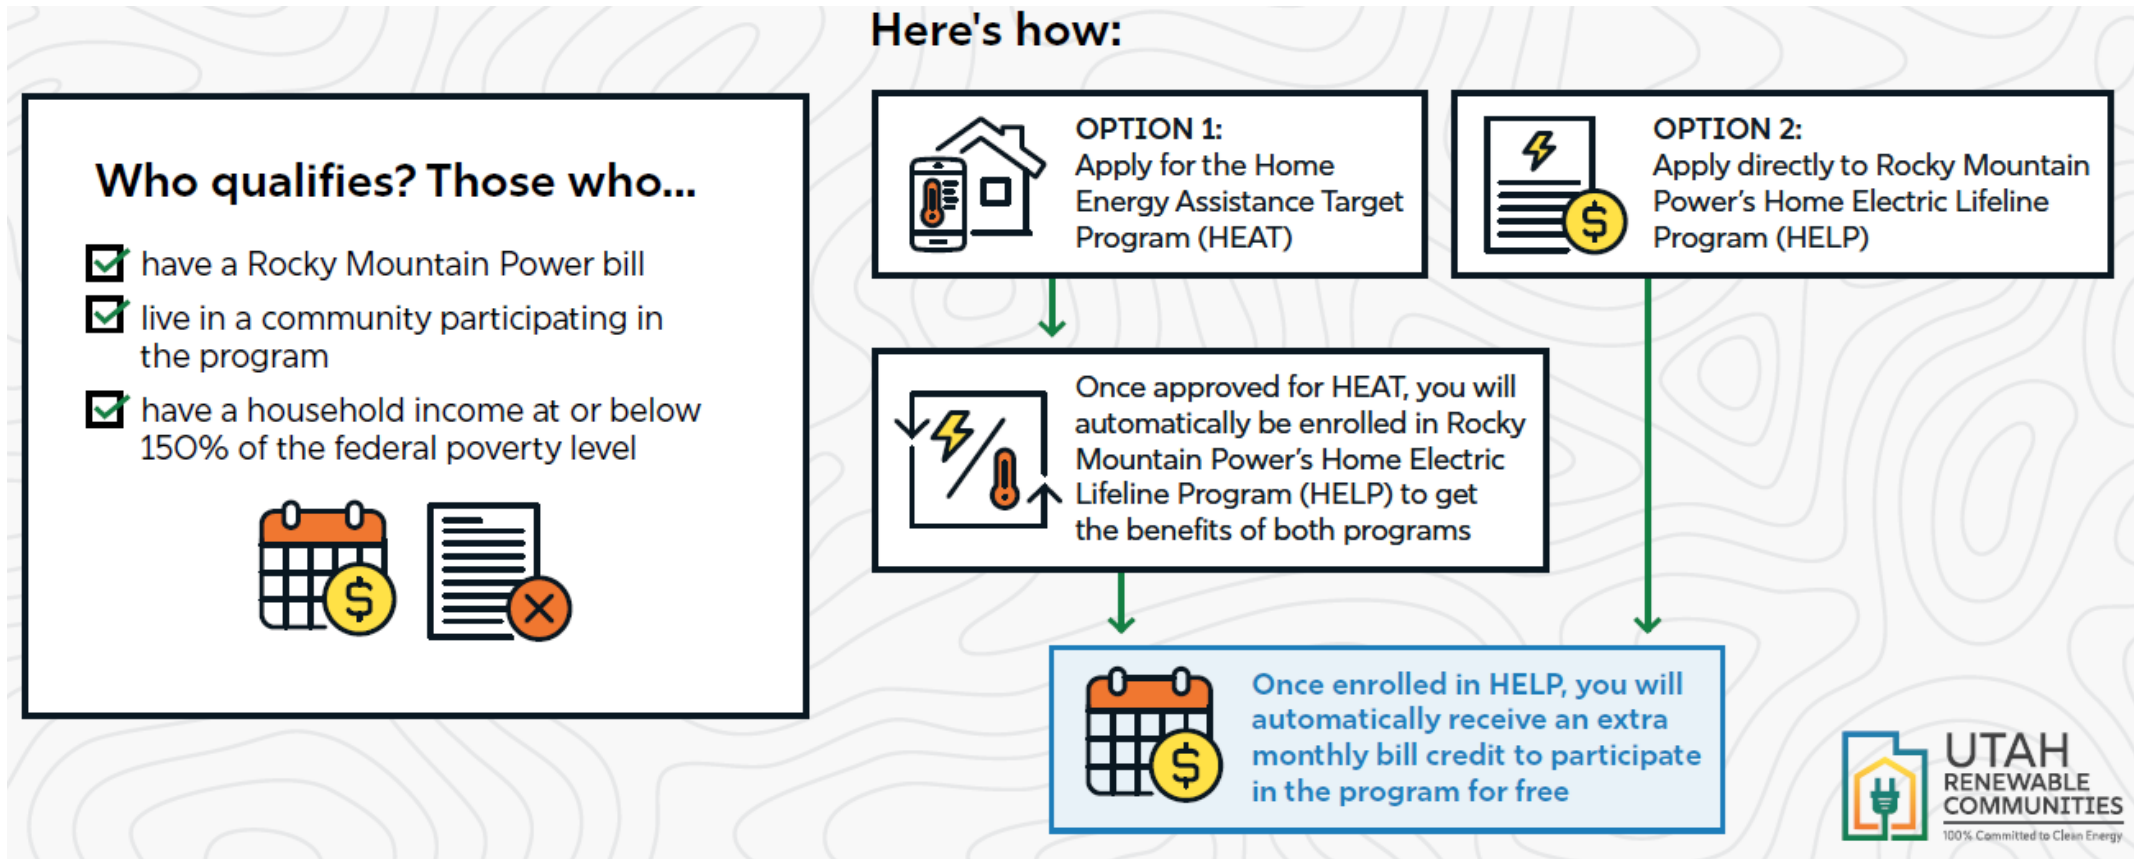 Here's how:
Who qualifies? Those who...
have a Rocky Mountain Power bill
live in a community participating in
the program
have a household income at or below
150% of the federal poverty level
$
OPTION 1:
Apply for the Home
Energy Assistance Target
Program (HEAT)
OPTION 2:
Apply directly to Rocky Mountain
Power's Home Electric Lifeline
Program (HELP)
$
Once approved for HEAT, you will
automatically be enrolled in Rocky
Mountain Power's Home Electric
Lifeline Program (HELP) to get
the benefits of both programs
Once enrolled in HELP, you will
automatically receive an extra
monthly bill credit to participate
in the program for free
$
UTAH
RENEWABLE
COMMUNITIES
100% Committed to Clean Energy